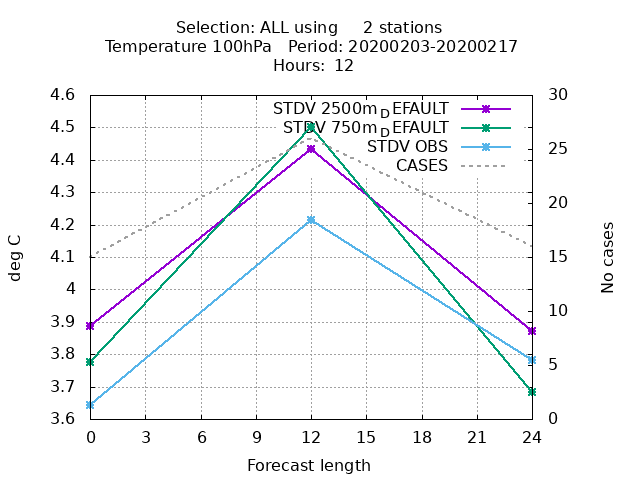 Selection: ALL using     2 stations
Temperature 100hPa   Period: 20200203-20200217
Hours: 12
STDV 2500m_DEFAULT
STDV 750m_DEFAULT
STDV OBS
CASES
4.6
4.5
4.4
4.3
4.2
4.1
4
3.9
3.8
3.7
3.6
deg C
30
25
20
15
10
5
0
No cases
0 3 6 9 12 15 18 21 24
Forecast length